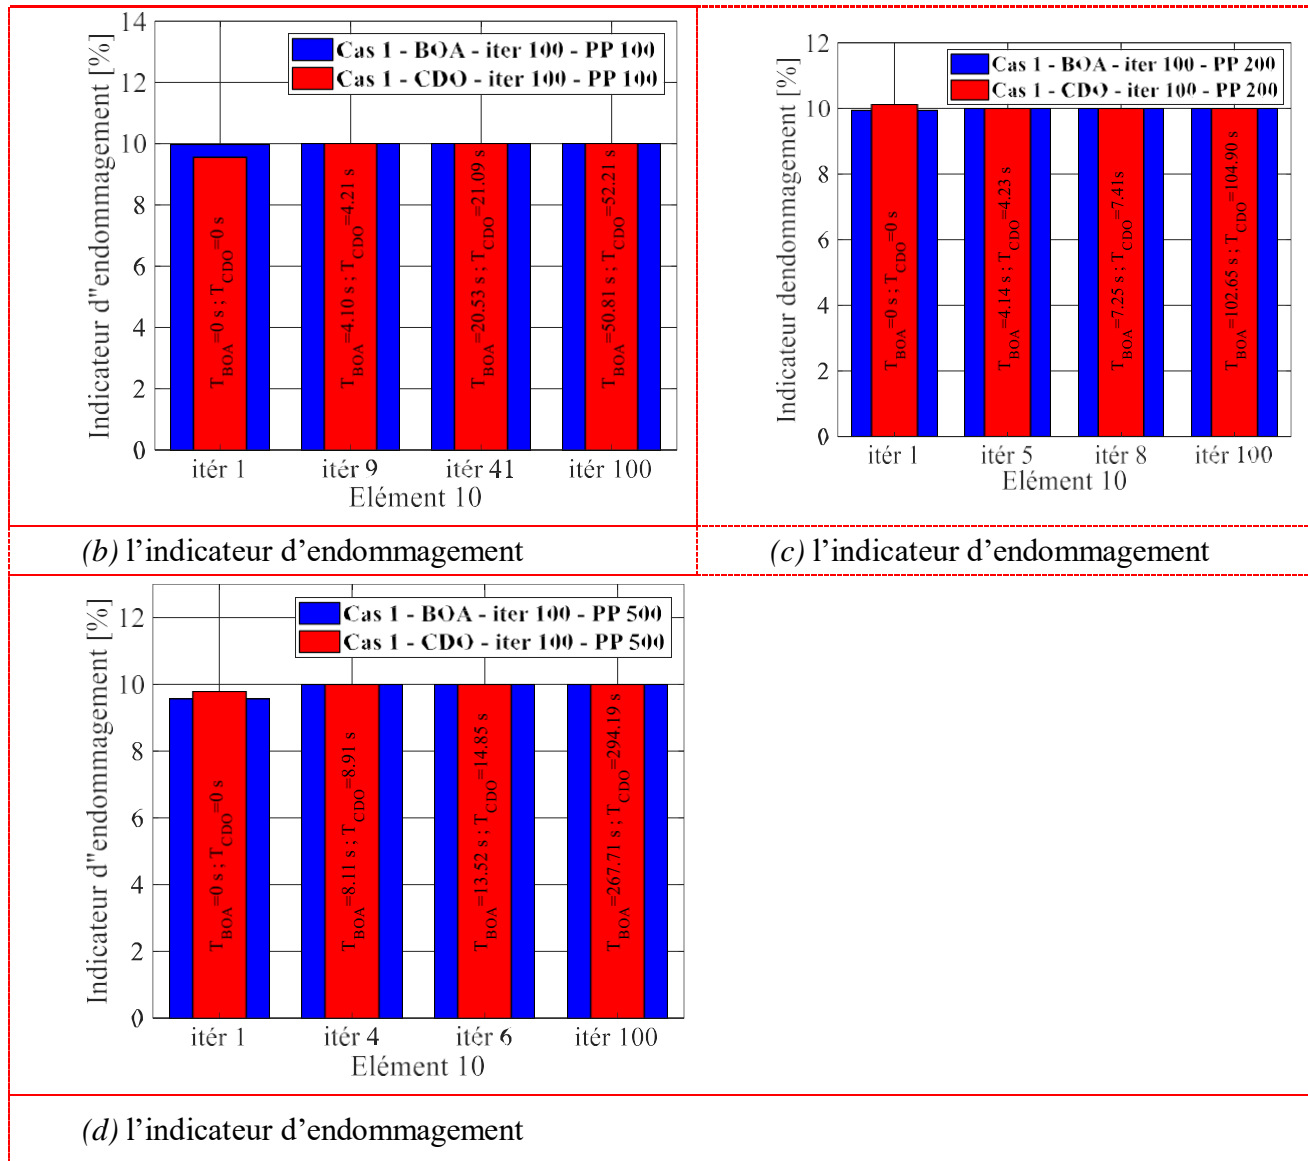 Indicateur d"endommagement [%]
14
12
10
8
6
4
2
0
Cas 1 - BOA - iter 100 - PP 100
Cas 1 - CDO - iter 100 - PP 100
T_BOA=0 s ; T_CDO=0 s
T_BOA=4.10 s ; T_CDO=4.21 s
T_BOA=20.53 s ; T_CDO=21.09 s
T_BOA=50.81 s ; T_CDO=52.21 s
itér 1 itér 9 itér 41 itér 100
Elément 10
Indicateur dendommagement [%]
12
10
8
6
4
2
0
Cas 1 - BOA - iter 100 - PP 200
Cas 1 - CDO - iter 100 - PP 200
T_BOA=0 s ; T_CDO=0 s
T_BOA=4.14 s ; T_CDO=4.23 s
T_BOA=7.25 s ; T_CDO=7.41s
T_BOA=102.65 s ; T_CDO=104.90 s
itér 1 itér 5 itér 8 itér 100
Elément 10
(b) l’indicateur d’endommagement
(c) l’indicateur d’endommagement
Indicateur d"endommagement [%]
12
10
8
6
4
2
0
Cas 1 - BOA - iter 100 - PP 500
Cas 1 - CDO - iter 100 - PP 500
T_BOA=0 s ; T_CDO=0 s
T_BOA=8.11 s ; T_CDO=8.91 s
T_BOA=13.52 s ; T_CDO=14.85 s
T_BOA=267.71 s ; T_CDO=294.19 s
itér 1 itér 4 itér 6 itér 100
Elément 10
(d) l’indicateur d’endommagement